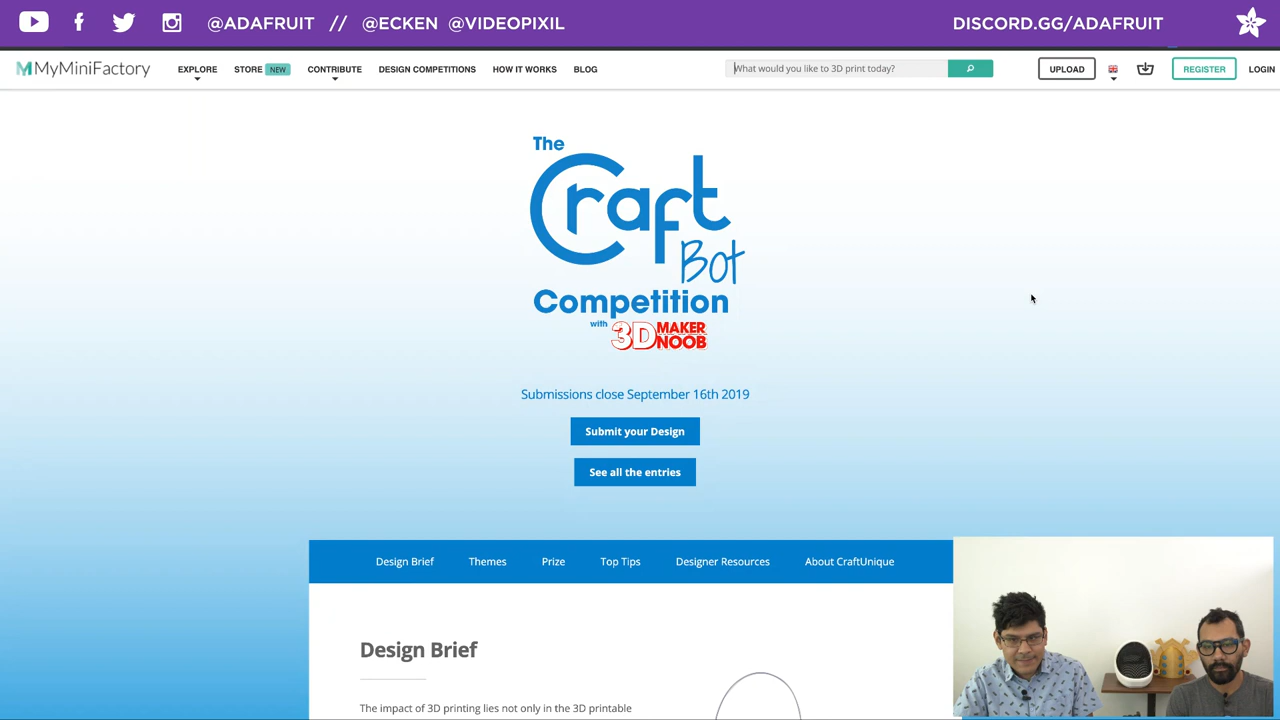 @ADAFRUIT // @ECKEN @VIDEOPIXIL DISCORD.GG/ADAFRUIT
MyMiniFactory EXPLORE STORE NEW CONTRIBUTE DESIGN COMPETITIONS HOW IT WORKS BLOG What would you like to 3D print today? UPLOAD REGISTER LOGIN
The
Craft
Bot
Competition
with 3D MAKER
NOOB
Submissions close September 16th 2019
Submit your Design
See all the entries
Design Brief Themes Prize Top Tips Designer Resources About CraftUnique
Design Brief
The impact of 3D printing lies not only in the 3D printable